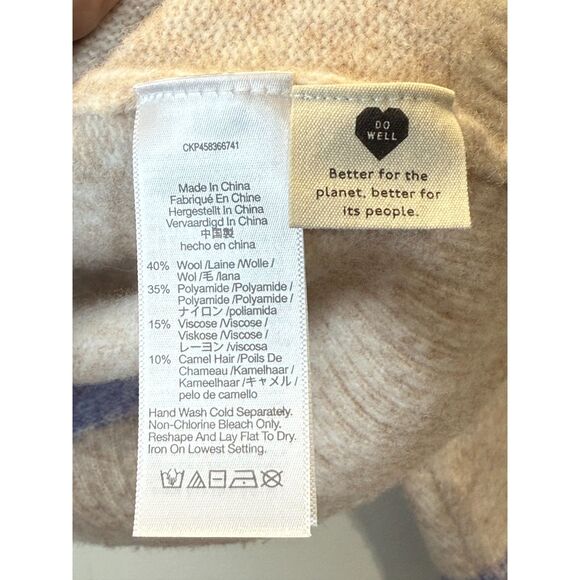 CKP458366741
Made In China
Fabriqué En Chine
Hergestellt In China
Vervaardigd In China
中国製
hecho en china
40% Wool /Laine /Wolle /
Wol /毛 /lana
35% Polyamide /Polyamide /
Polyamid /Polyamide /
ナイロン /poliamida
15% Viscose /Viscose /
Viskose /Viscose /
レーヨン /viscosa
10% Camel Hair /Poils De
Chameau /Kamelhaar /
Kameelhaar /キャメル /
pelo de camello
Hand Wash Cold Separately.
Non-Chlorine Bleach Only.
Reshape And Lay Flat To Dry.
Iron On Lowest Setting.
DO
WELL
Better for the
planet, better for
its people.